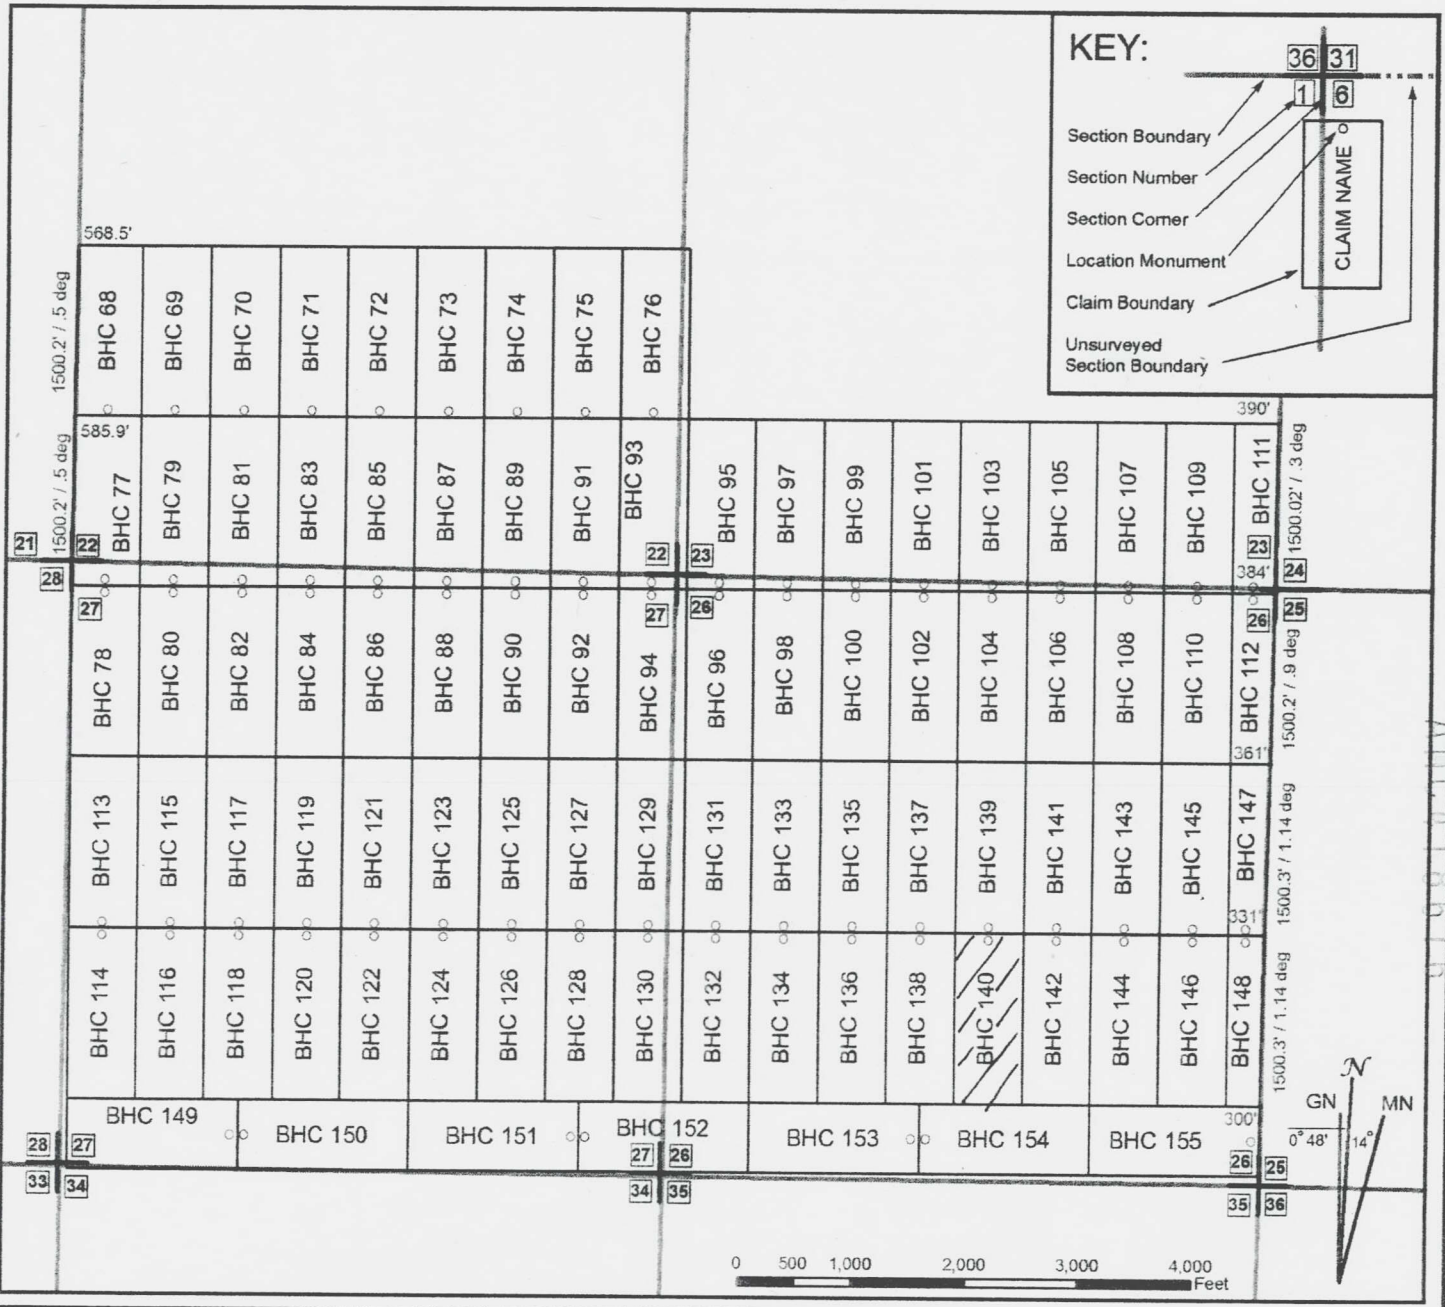 KEY:
36 31
1 6
Section Boundary
Section Number
Section Corner
Location Monument
Claim Boundary
Unsurveyed
Section Boundary
CLAIM NAME
568.5'
1500.2' / .5 deg
BHC 68
BHC 69
BHC 70
BHC 71
BHC 72
BHC 73
BHC 74
BHC 75
BHC 76
585.9'
390'
1500.2' / .5 deg
BHC 77
BHC 79
BHC 81
BHC 83
BHC 85
BHC 87
BHC 89
BHC 91
BHC 93
BHC 95
BHC 97
BHC 99
BHC 101
BHC 103
BHC 105
BHC 107
BHC 109
BHC 111
1500.02' / .3 deg
21 22
22 23
23 24
384'
28 27
27 26
26 25
BHC 78
BHC 80
BHC 82
BHC 84
BHC 86
BHC 88
BHC 90
BHC 92
BHC 94
BHC 96
BHC 98
BHC 100
BHC 102
BHC 104
BHC 106
BHC 108
BHC 110
BHC 112
1500.2' / .9 deg
361'
BHC 113
BHC 115
BHC 117
BHC 119
BHC 121
BHC 123
BHC 125
BHC 127
BHC 129
BHC 131
BHC 133
BHC 135
BHC 137
BHC 139
BHC 141
BHC 143
BHC 145
BHC 147
1500.3' / 1.14 deg
331'
BHC 114
BHC 116
BHC 118
BHC 120
BHC 122
BHC 124
BHC 126
BHC 128
BHC 130
BHC 132
BHC 134
BHC 136
BHC 138
BHC 140
BHC 142
BHC 144
BHC 146
BHC 148
1500.3' / 1.14 deg
300'
BHC 149
BHC 150
BHC 151
BHC 152
BHC 153
BHC 154
BHC 155
28 27
27 26
26 25
33 34
34 35
35 36
N
GN
MN
0° 48'
14°
0 500 1,000 2,000 3,000 4,000
Feet